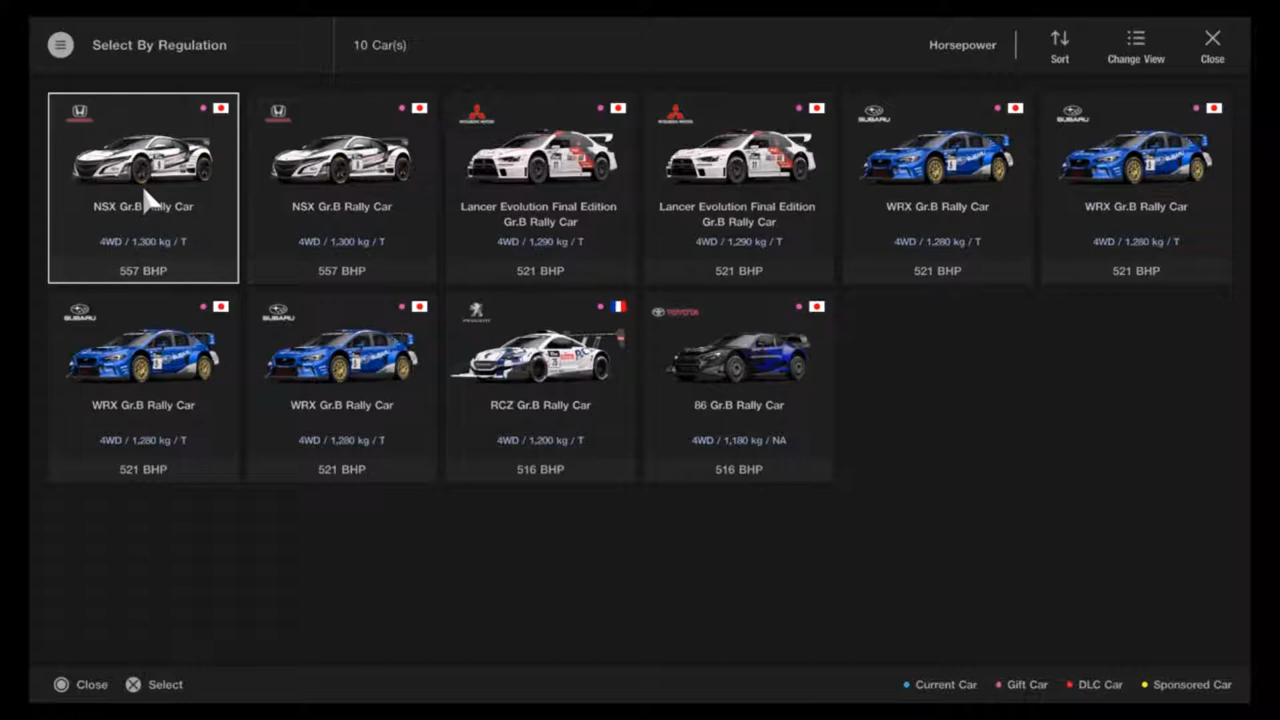 Select By Regulation
10 Car(s)
Horsepower
Sort
Change View
Close
NSX Gr.B Rally Car
4WD / 1,300 kg / T
557 BHP
NSX Gr.B Rally Car
4WD / 1,300 kg / T
557 BHP
Lancer Evolution Final Edition
Gr.B Rally Car
4WD / 1,290 kg / T
521 BHP
Lancer Evolution Final Edition
Gr.B Rally Car
4WD / 1,290 kg / T
521 BHP
SUBARU
WRX Gr.B Rally Car
4WD / 1,280 kg / T
521 BHP
SUBARU
WRX Gr.B Rally Car
4WD / 1,280 kg / T
521 BHP
SUBARU
WRX Gr.B Rally Car
4WD / 1,280 kg / T
521 BHP
SUBARU
WRX Gr.B Rally Car
4WD / 1,280 kg / T
521 BHP
PEUGEOT
RCZ Gr.B Rally Car
4WD / 1,200 kg / T
516 BHP
TOYOTA
86 Gr.B Rally Car
4WD / 1,180 kg / NA
516 BHP
Close
Select
Current Car
Gift Car
DLC Car
Sponsored Car